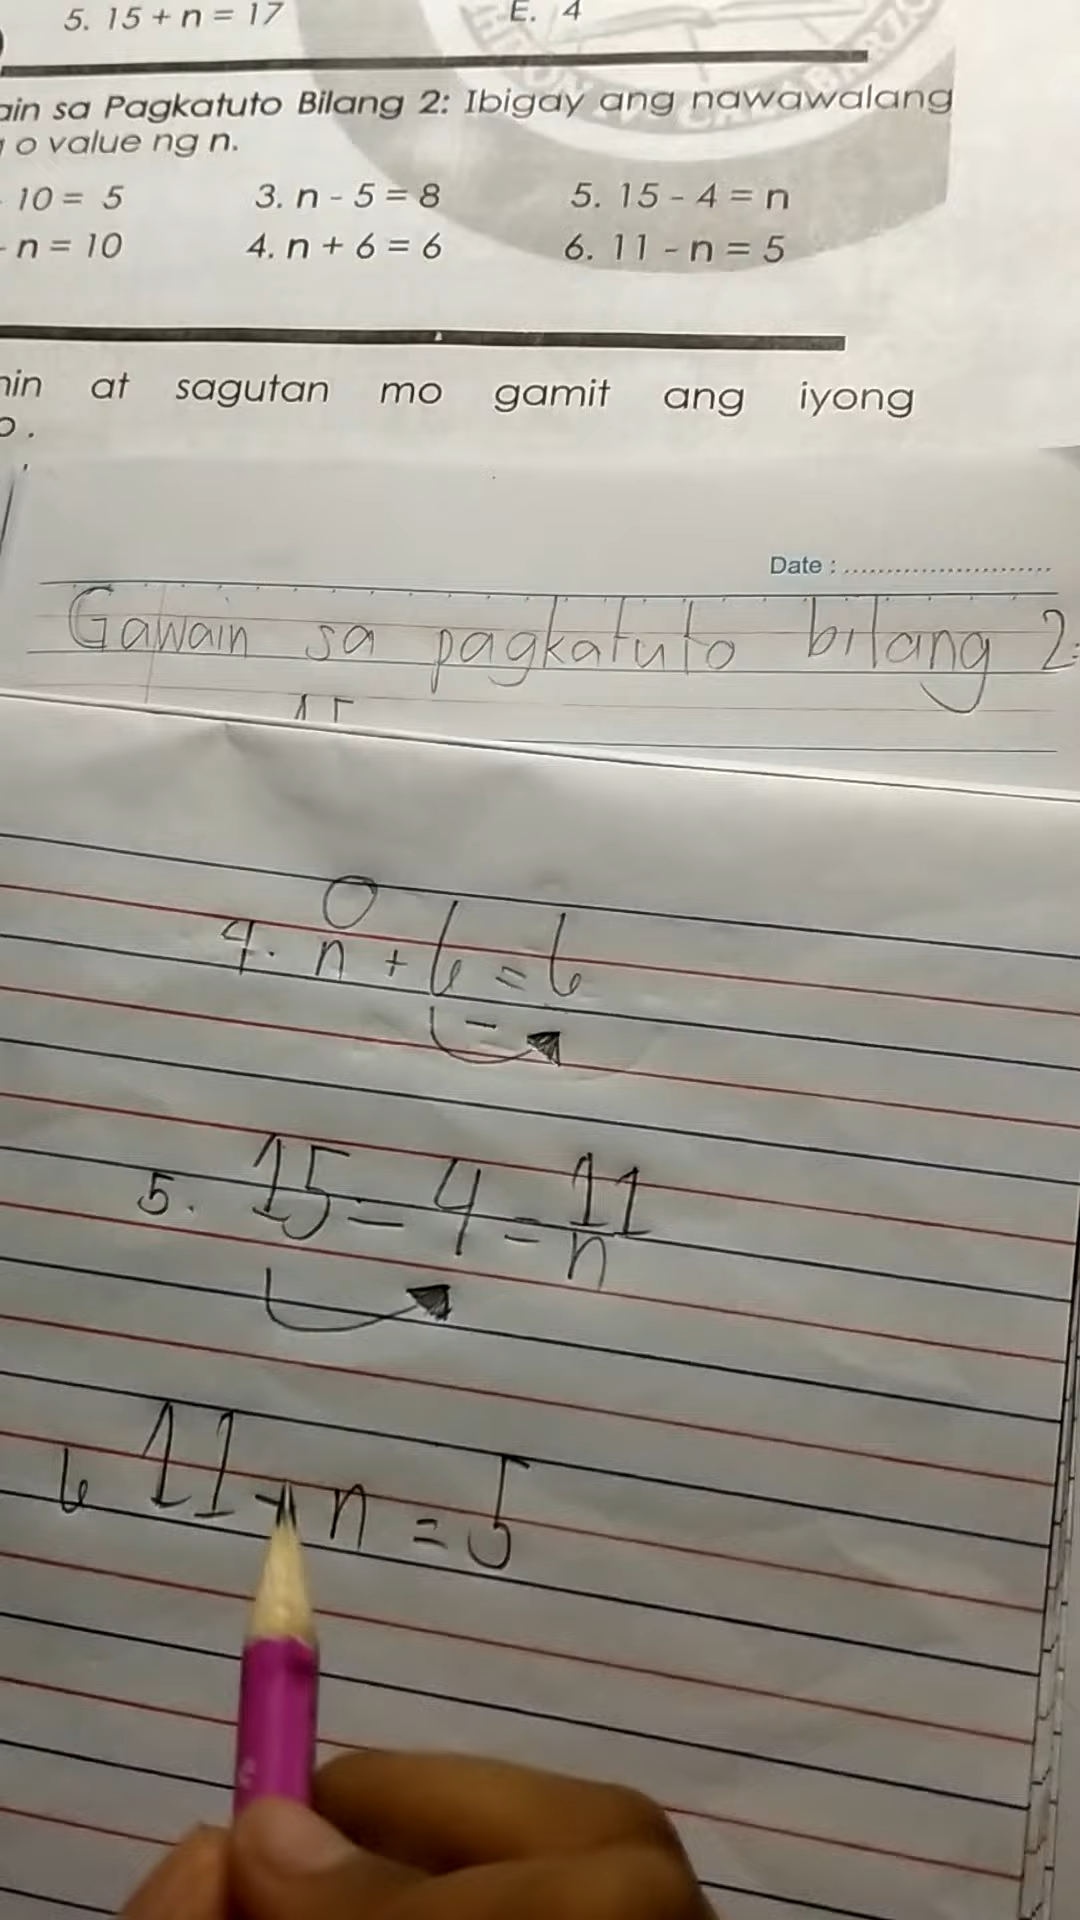 5. 15 + n = 17 E. 4
sa Pagkatuto Bilang 2: Ibigay ang nawawalang
o value ng n.
10 = 5 3. n - 5 = 8 5. 15 - 4 = n
- n = 10 4. n + 6 = 6 6. 11 - n = 5
at sagutan mo gamit ang iyong
Date : ........................
Gawain sa pagkatuto bilang 2:
15
0
4. n + 6 = 6
-
11
5. 15 - 4 = n
6 11 - n = 5